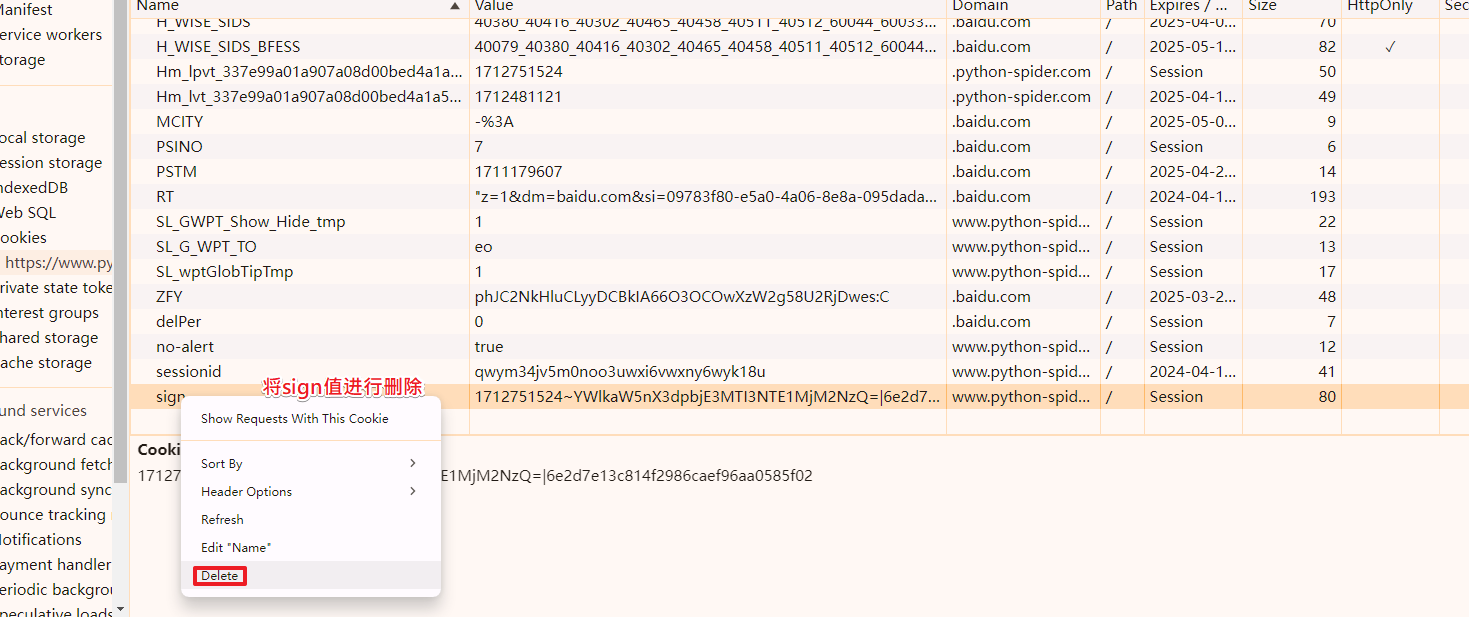 Manifest
ervice workers
torage
ocal storage
ession storage
ndexedDB
Web SQL
ookies
https://www.py
rivate state toke
nterest groups
hared storage
ache storage
und services
ack/forward cac
ackground fetch
ackground sync
ounce tracking
otifications
ayment handler
eriodic backgrou
peculative loads
Name Value Domain Path Expires / ... Size HttpOnly Sec
H_WISE_SIDS 40380_40416_40302_40465_40458_40511_40512_60044_60033... .baidu.com / 2025-04-0... 70
H_WISE_SIDS_BFESS 40079_40380_40416_40302_40465_40458_40511_40512_60044... .baidu.com / 2025-05-1... 82 ✓
Hm_lpvt_337e99a01a907a08d00bed4a1a... 1712751524 .python-spider.com / Session 50
Hm_lvt_337e99a01a907a08d00bed4a1a5... 1712481121 .python-spider.com / 2025-04-1... 49
MCITY -%3A .baidu.com / 2025-05-0... 9
PSINO 7 .baidu.com / Session 6
PSTM 1711179607 .baidu.com / 2025-04-2... 14
RT "z=1&dm=baidu.com&si=09783f80-e5a0-4a06-8e8a-095dada... .baidu.com / 2024-04-1... 193
SL_GWPT_Show_Hide_tmp 1 www.python-spid... / Session 22
SL_G_WPT_TO eo www.python-spid... / Session 13
SL_wptGlobTipTmp 1 www.python-spid... / Session 17
ZFY phJC2NkHluCLyyDCBkIA66O3OCOwXzW2g58U2RjDwes:C .baidu.com / 2025-03-2... 48
delPer 0 .baidu.com / Session 7
no-alert true www.python-spid... / Session 12
sessionid qwym34jv5m0noo3uwxi6vwxny6wyk18u www.python-spid... / 2024-04-1... 41
将sign值进行删除
sign 1712751524~YWlkaW5nX3dpbjE3MTI3NTE1MjM2NzQ=|6e2d7... www.python-spid... / Session 80
Show Requests With This Cookie
Sort By
Header Options
Refresh
Edit "Name"
Delete
Cooki
17127
E1MjM2NzQ=|6e2d7e13c814f2986caef96aa0585f02